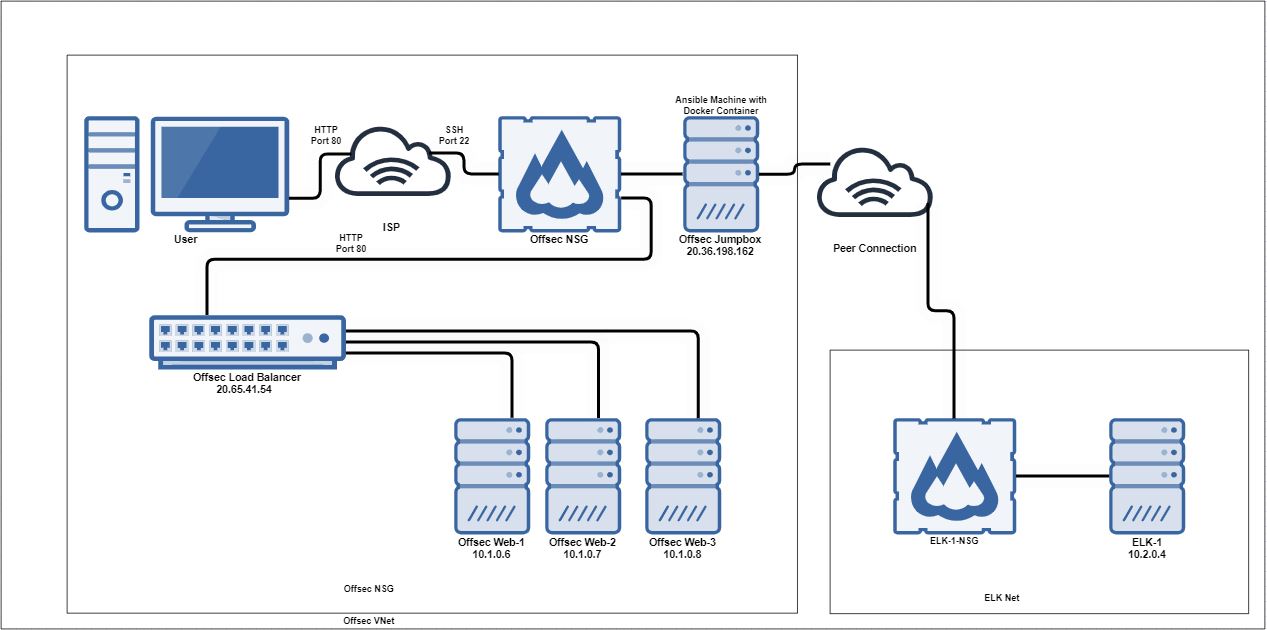 Ansible Machine with
Docker Container
HTTP
Port 80
SSH
Port 22
User
ISP
Offsec NSG
Offsec Jumpbox
20.36.198.162
Peer Connection
HTTP
Port 80
Offsec Load Balancer
20.65.41.54
Offsec Web-1
10.1.0.6
Offsec Web-2
10.1.0.7
Offsec Web-3
10.1.0.8
ELK-1-NSG
ELK-1
10.2.0.4
Offsec NSG
ELK Net
Offsec VNet